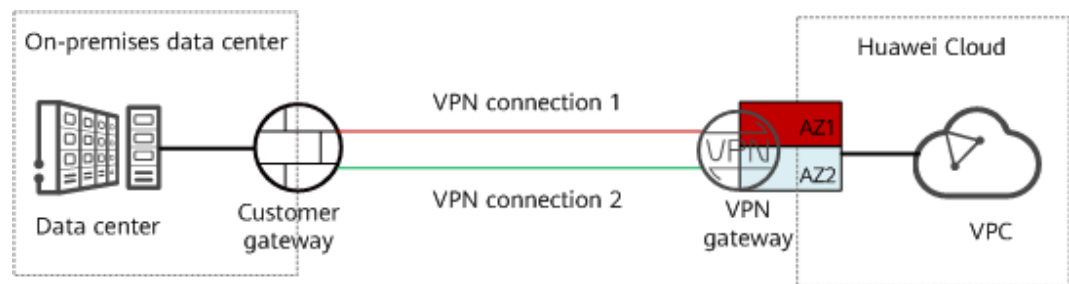 On-premises data center
Huawei Cloud
VPN connection 1
AZ1
VPN
AZ2
VPN connection 2
Data center
Customer
gateway
VPN
gateway
VPC